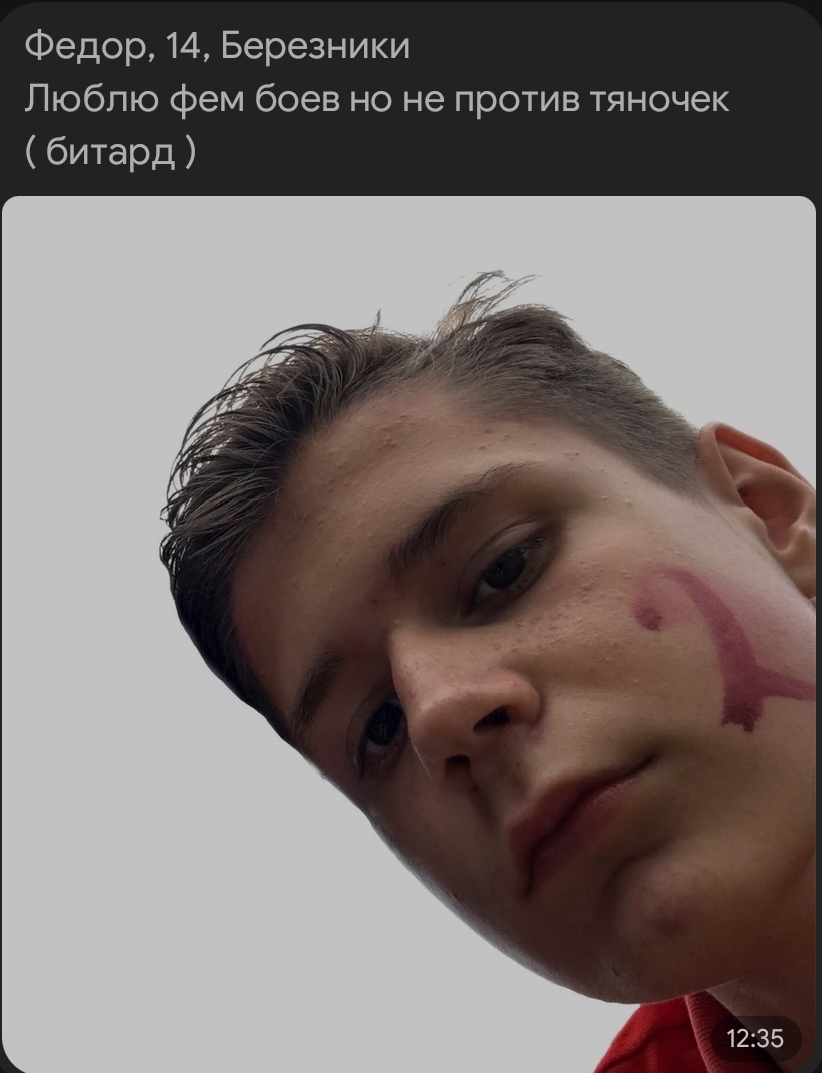 Федор, 14, Березники
Люблю фем боев но не против тяночек
( битард )
12:35